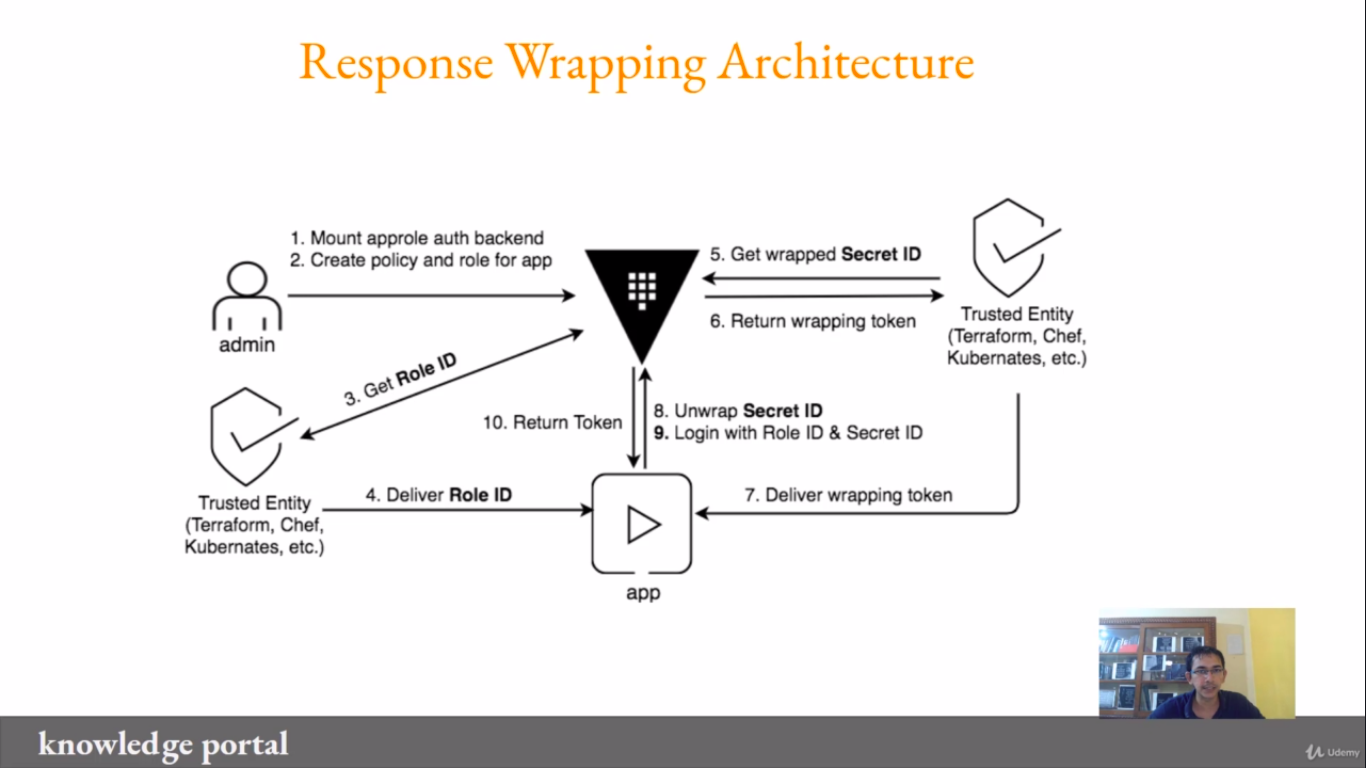 Response Wrapping Architecture
1. Mount approle auth backend
2. Create policy and role for app
admin
5. Get wrapped Secret ID
6. Return wrapping token
Trusted Entity
(Terraform, Chef,
Kubernates, etc.)
3. Get Role ID
10. Return Token
8. Unwrap Secret ID
9. Login with Role ID & Secret ID
Trusted Entity
(Terraform, Chef,
Kubernates, etc.)
4. Deliver Role ID
7. Deliver wrapping token
app
knowledge portal
Udemy